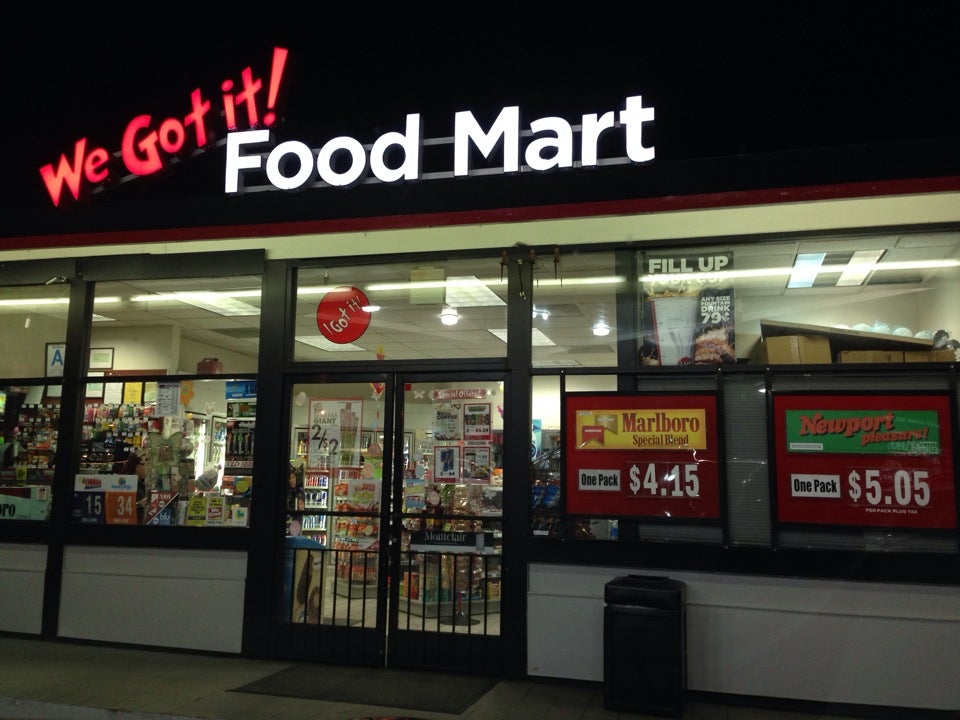 We Got it!
Food Mart
I Got it!
FILL UP
ANY SIZE
FOUNTAIN
DRINK
79¢
A
Special Offers!
2/$2
Marlboro
Special Blend
One Pack $4.15
Newport
pleasure!
One Pack $5.05
PER PACK PLUS TAX
15 34
Montclair